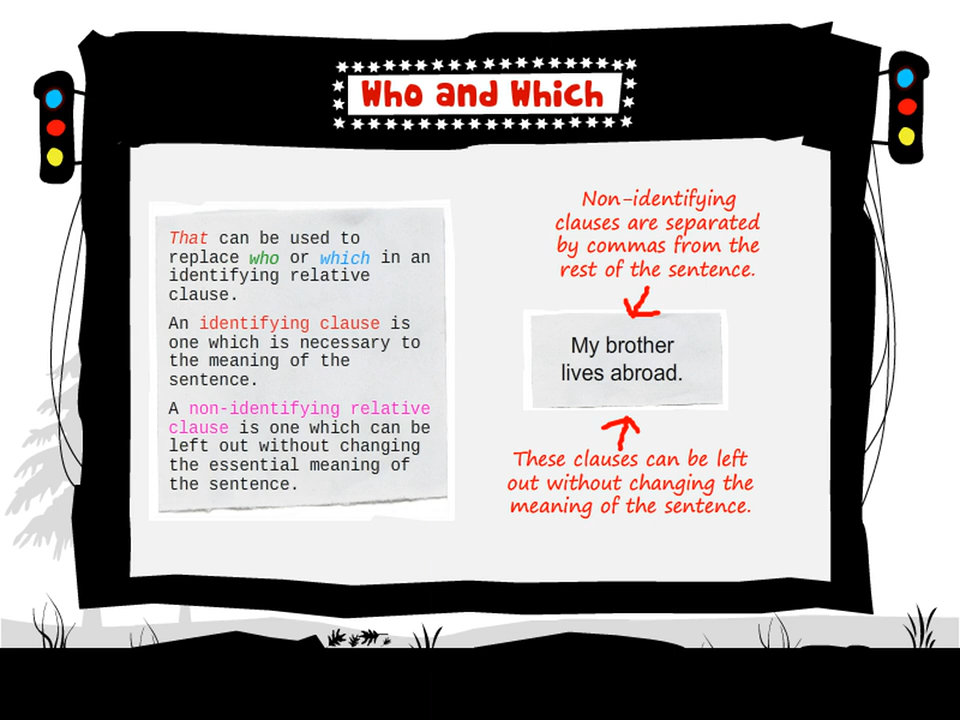 Who and Which
That can be used to
replace who or which in an
identifying relative
clause.
An identifying clause is
one which is necessary to
the meaning of the
sentence.
A non-identifying relative
clause is one which can be
left out without changing
the essential meaning of
the sentence.
Non-identifying
clauses are separated
by commas from the
rest of the sentence.
My brother
lives abroad.
These clauses can be left
out without changing the
meaning of the sentence.